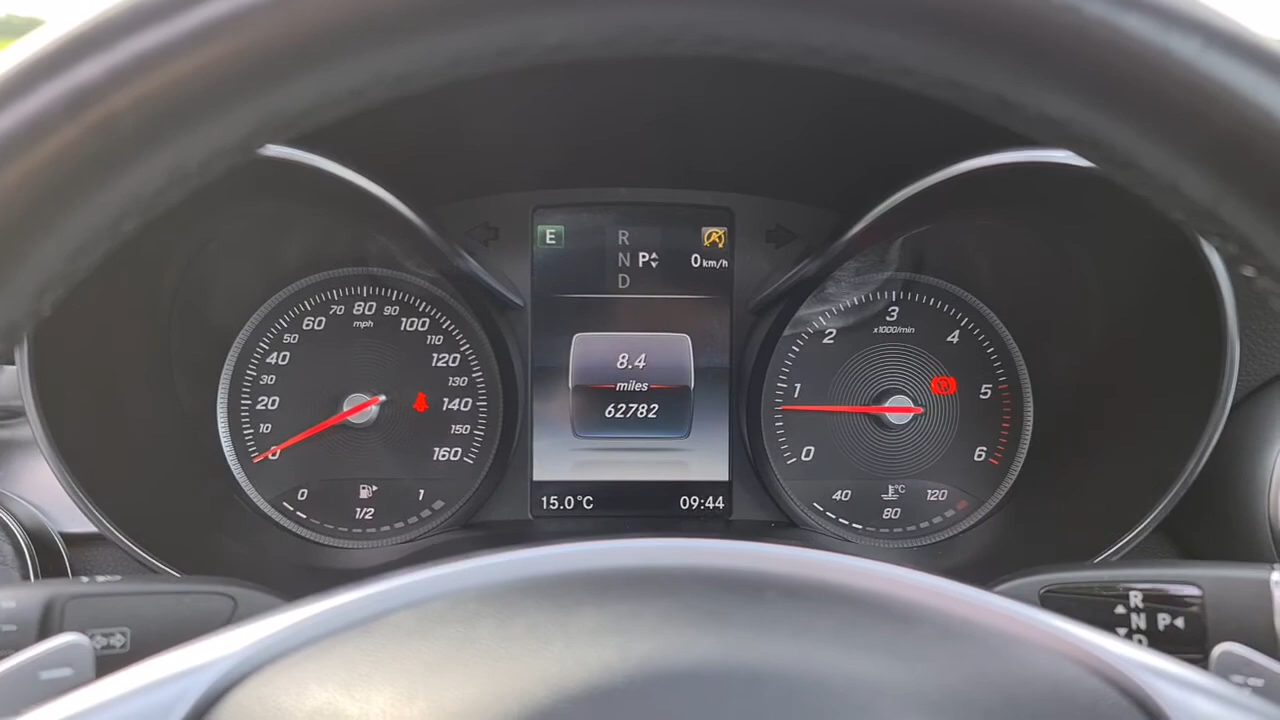 E
R
N P
D
0 km/h
8.4
miles
62782
15.0°C 09:44
0
10
20
30
40
50
60
70
80
90
100
110
120
130
140
150
160
mph
0 1/2 1
0
1
2
3
4
5
6
x1000/min
40 80 120
°C
R
N P
D